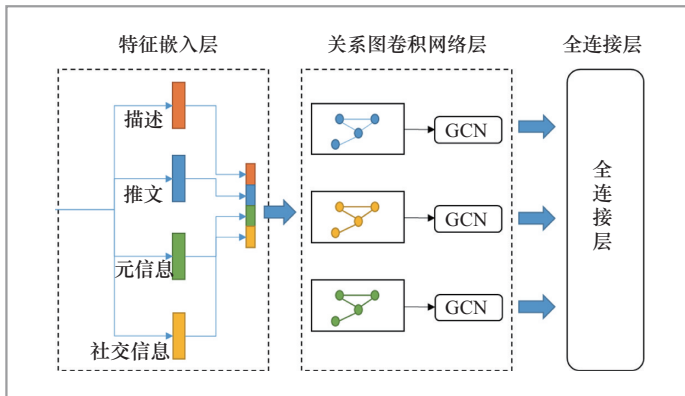 特征嵌入层
关系图卷积网络层
全连接层
描述
推文
元信息
社交信息
GCN
GCN
GCN
全
连
接
层